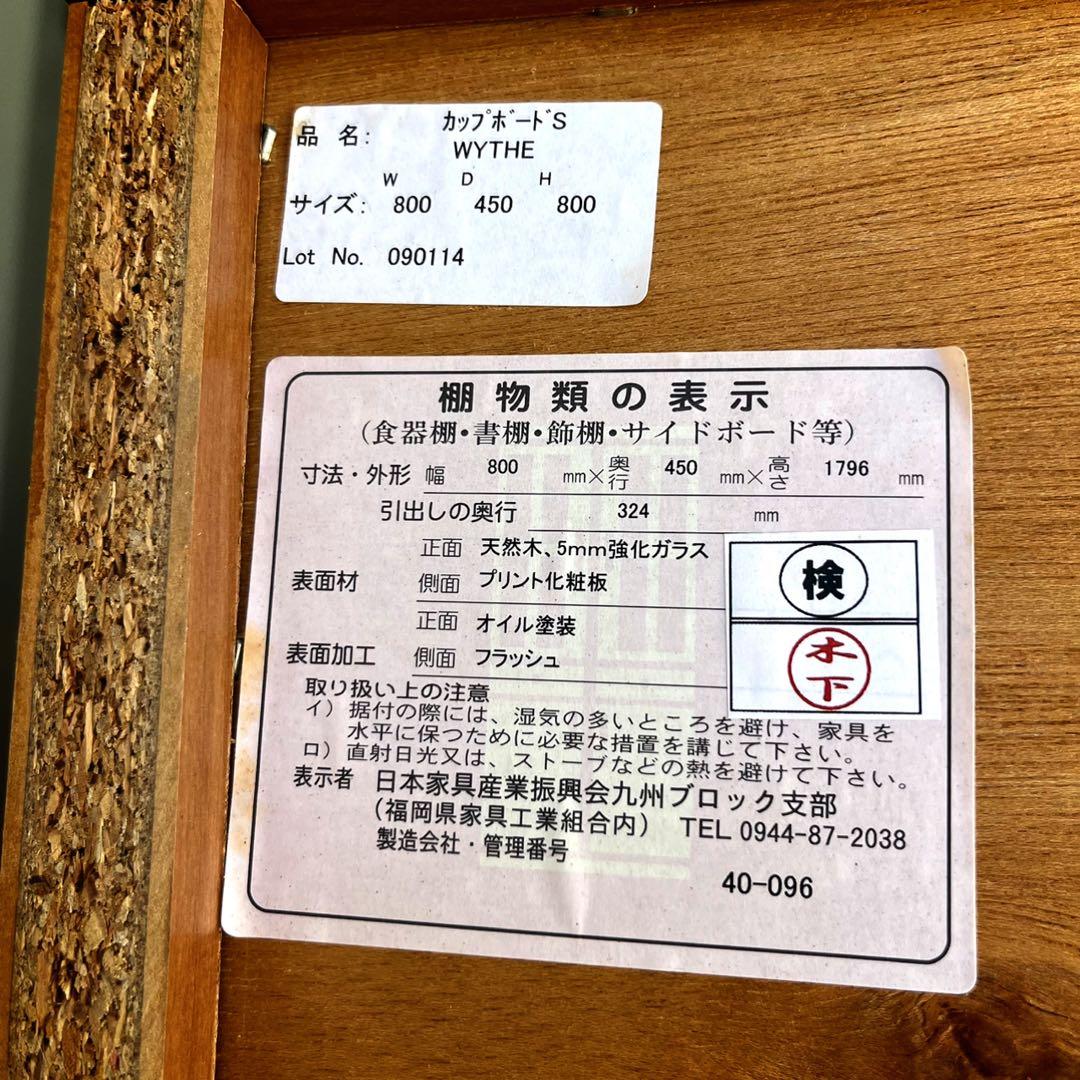 品 名: カップボードS
WYTHE
W D H
サイズ: 800 450 800
Lot No. 090114
棚物類の表示
(食器棚・書棚・飾棚・サイドボード等)
寸法・外形 幅 800 mm×奥行 450 mm×高さ 1796 mm
引出しの奥行 324 mm
表面材 正面 天然木、5mm強化ガラス
側面 プリント化粧板
表面加工 正面 オイル塗装
側面 フラッシュ
検
木下
取り扱い上の注意
イ) 据付の際には、湿気の多いところを避け、家具を
水平に保つために必要な措置を講じて下さい。
ロ) 直射日光又は、ストーブなどの熱を避けて下さい。
表示者 日本家具産業振興会九州ブロック支部
(福岡県家具工業組合内) TEL 0944-87-2038
製造会社・管理番号
40-096